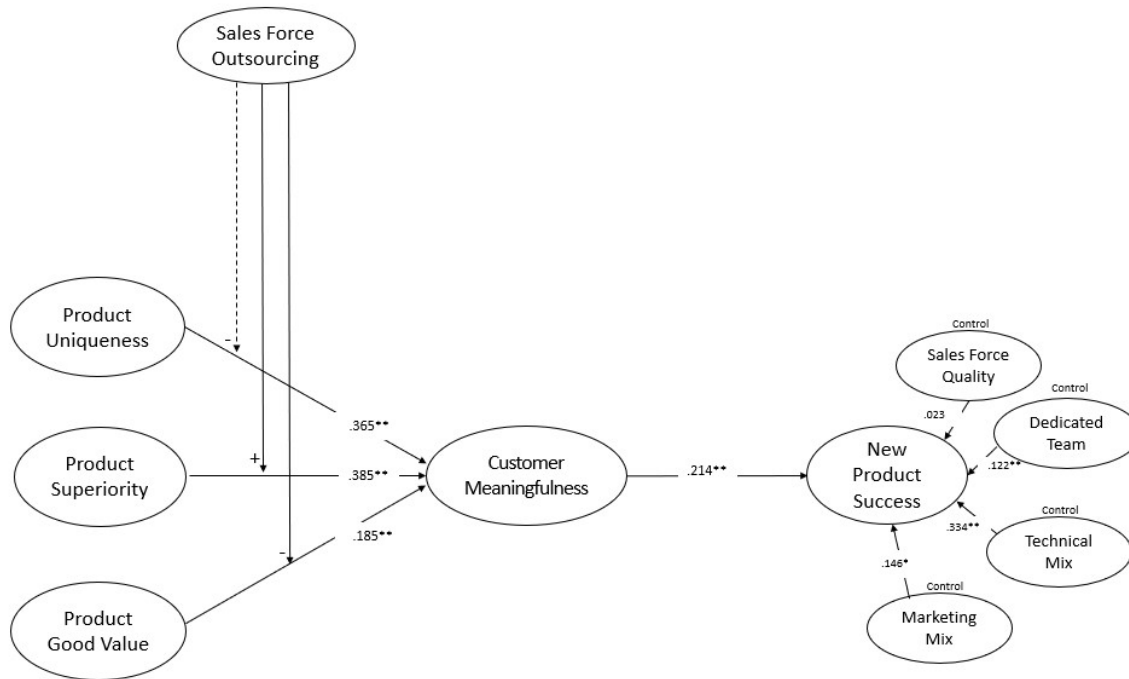 Sales Force
Outsourcing
Product
Uniqueness
-
.365**
Product
Superiority
+
.385**
Product
Good Value
-
.185**
Customer
Meaningfulness
.214**
New
Product
Success
Control
Sales Force
Quality
.023
Control
Dedicated
Team
.122**
Control
Technical
Mix
.334**
Control
Marketing
Mix
.146*